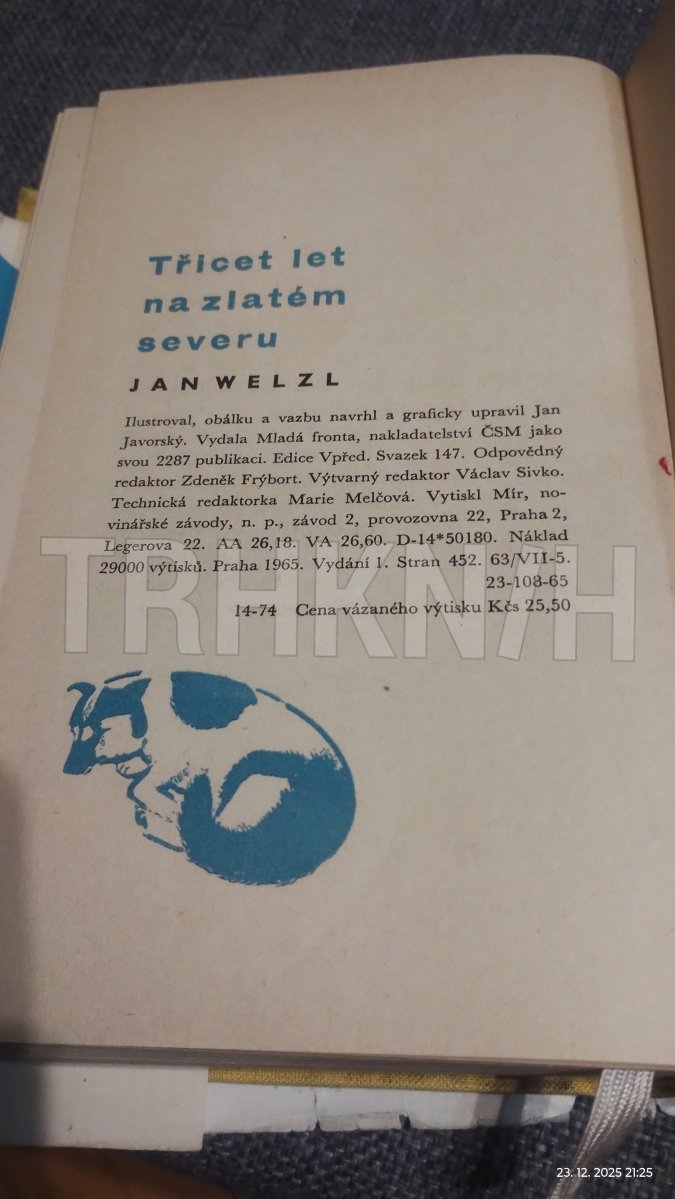 Třicet let
na zlatém
severu
JAN WELZL
Ilustroval, obálku a vazbu navrhl a graficky upravil Jan
Javorský. Vydala Mladá fronta, nakladatelství ČSM jako
svou 2287 publikaci. Edice Vpřed. Svazek 147. Odpovědný
redaktor Zdeněk Frýbort. Výtvarný redaktor Václav Sivko.
Technická redaktorka Marie Melčová. Vytiskl Mír, no-
vinářské závody, n. p., závod 2, provozovna 22, Praha 2,
Legerova 22. AA 26,18. VA 26,60. D-14*50180. Náklad
29000 výtisků. Praha 1965. Vydání 1. Stran 452. 63/VII-5.
23-108-65
14-74 Cena vázaného výtisku Kčs 25,50
TRHKNIH
23. 12. 2025 21:25